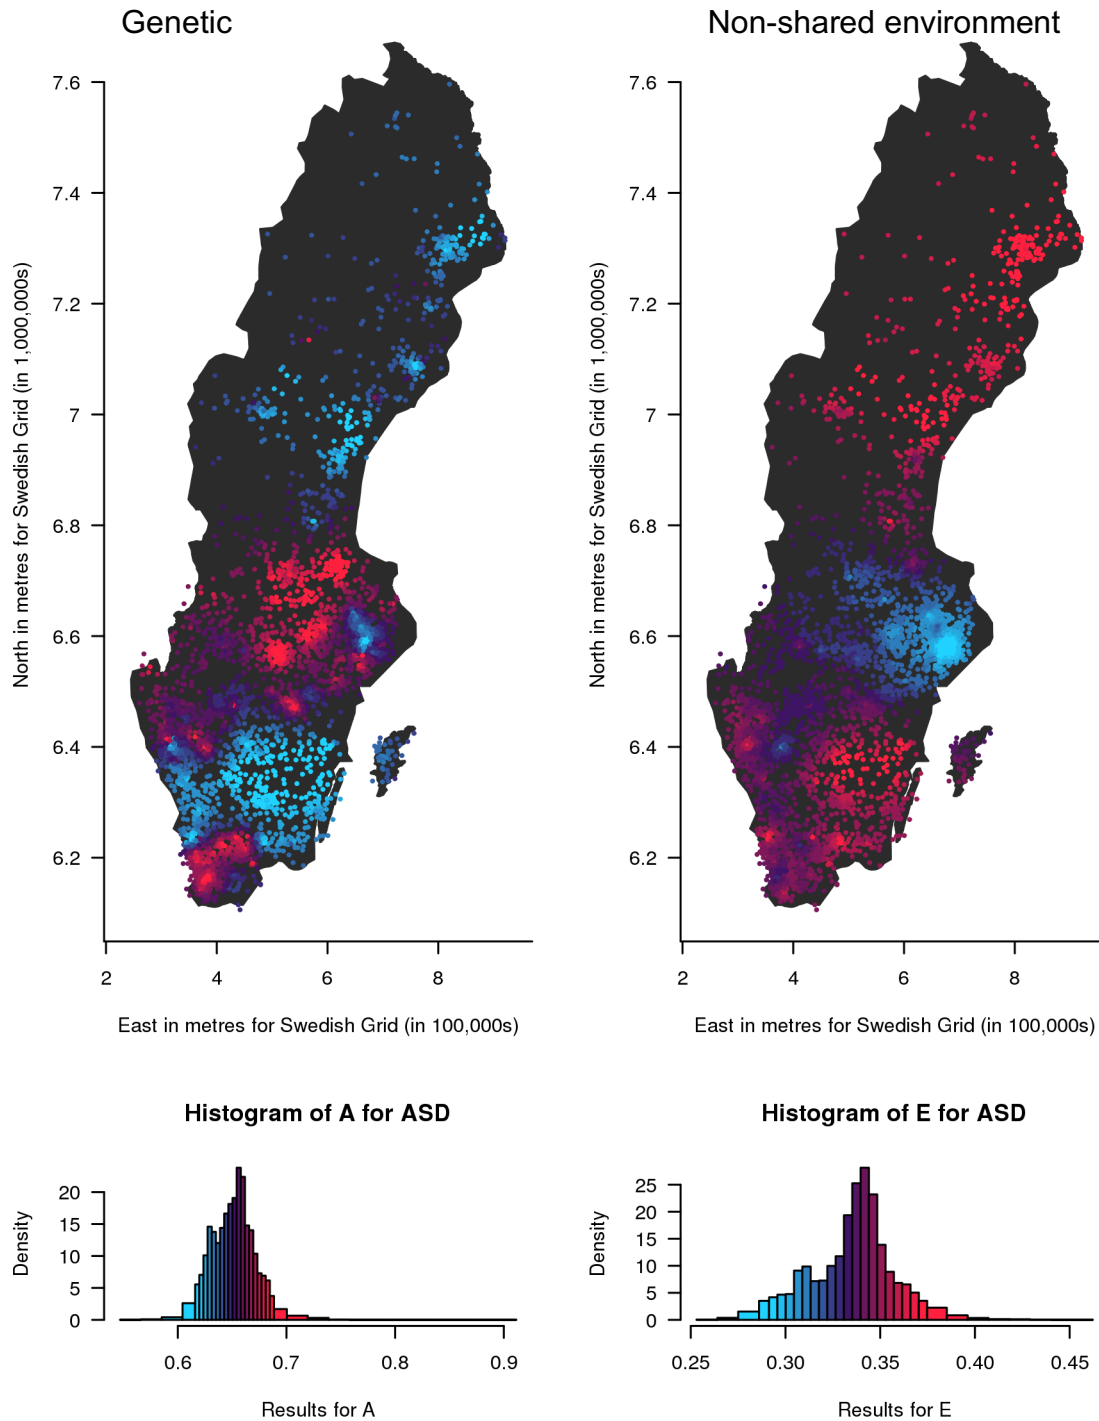 Genetic
Non-shared environment
7.6
7.4
7.2
7
6.8
6.6
6.4
6.2
North in metres for Swedish Grid (in 1,000,000s)
2 4 6 8
East in metres for Swedish Grid (in 100,000s)
7.6
7.4
7.2
7
6.8
6.6
6.4
6.2
North in metres for Swedish Grid (in 1,000,000s)
2 4 6 8
East in metres for Swedish Grid (in 100,000s)
Histogram of A for ASD
20
15
10
5
0
Density
0.6 0.7 0.8 0.9
Results for A
Histogram of E for ASD
25
20
15
10
5
0
Density
0.25 0.30 0.35 0.40 0.45
Results for E